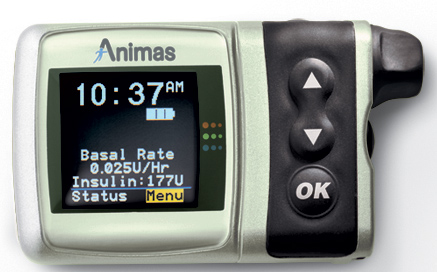 Animas
10:37AM
Basal Rate
0.025U/Hr
Insulin:177U
Status Menu
OK